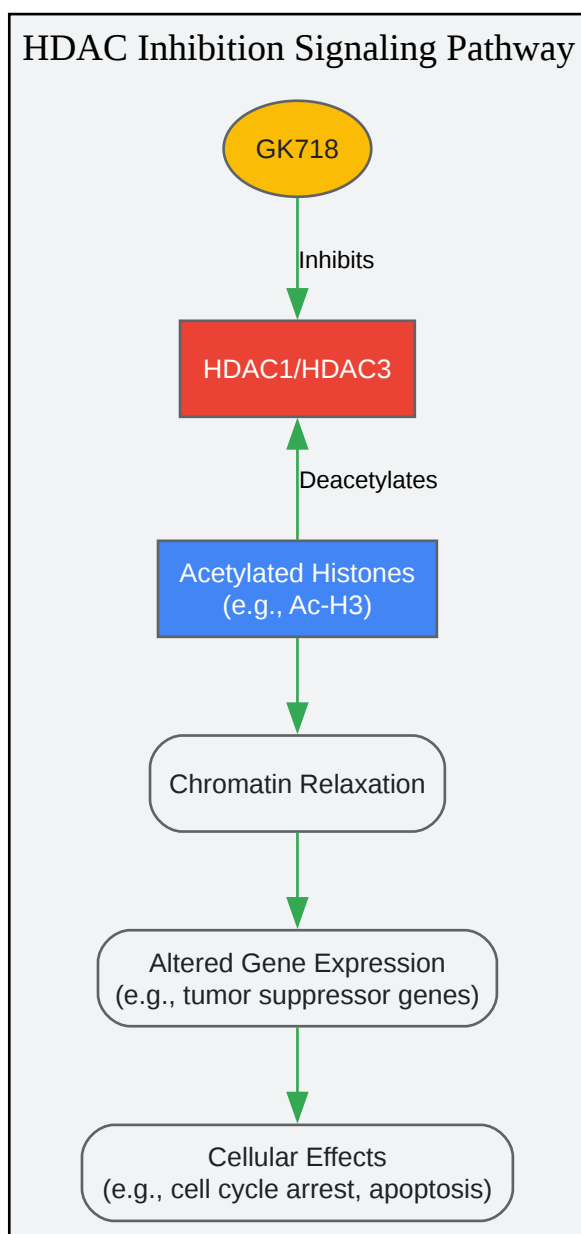 HDAC Inhibition Signaling Pathway
GK718
Inhibits
HDAC1/HDAC3
Deacetylates
Acetylated Histones
(e.g., Ac-H3)
Chromatin Relaxation
Altered Gene Expression
(e.g., tumor suppressor genes)
Cellular Effects
(e.g., cell cycle arrest, apoptosis)